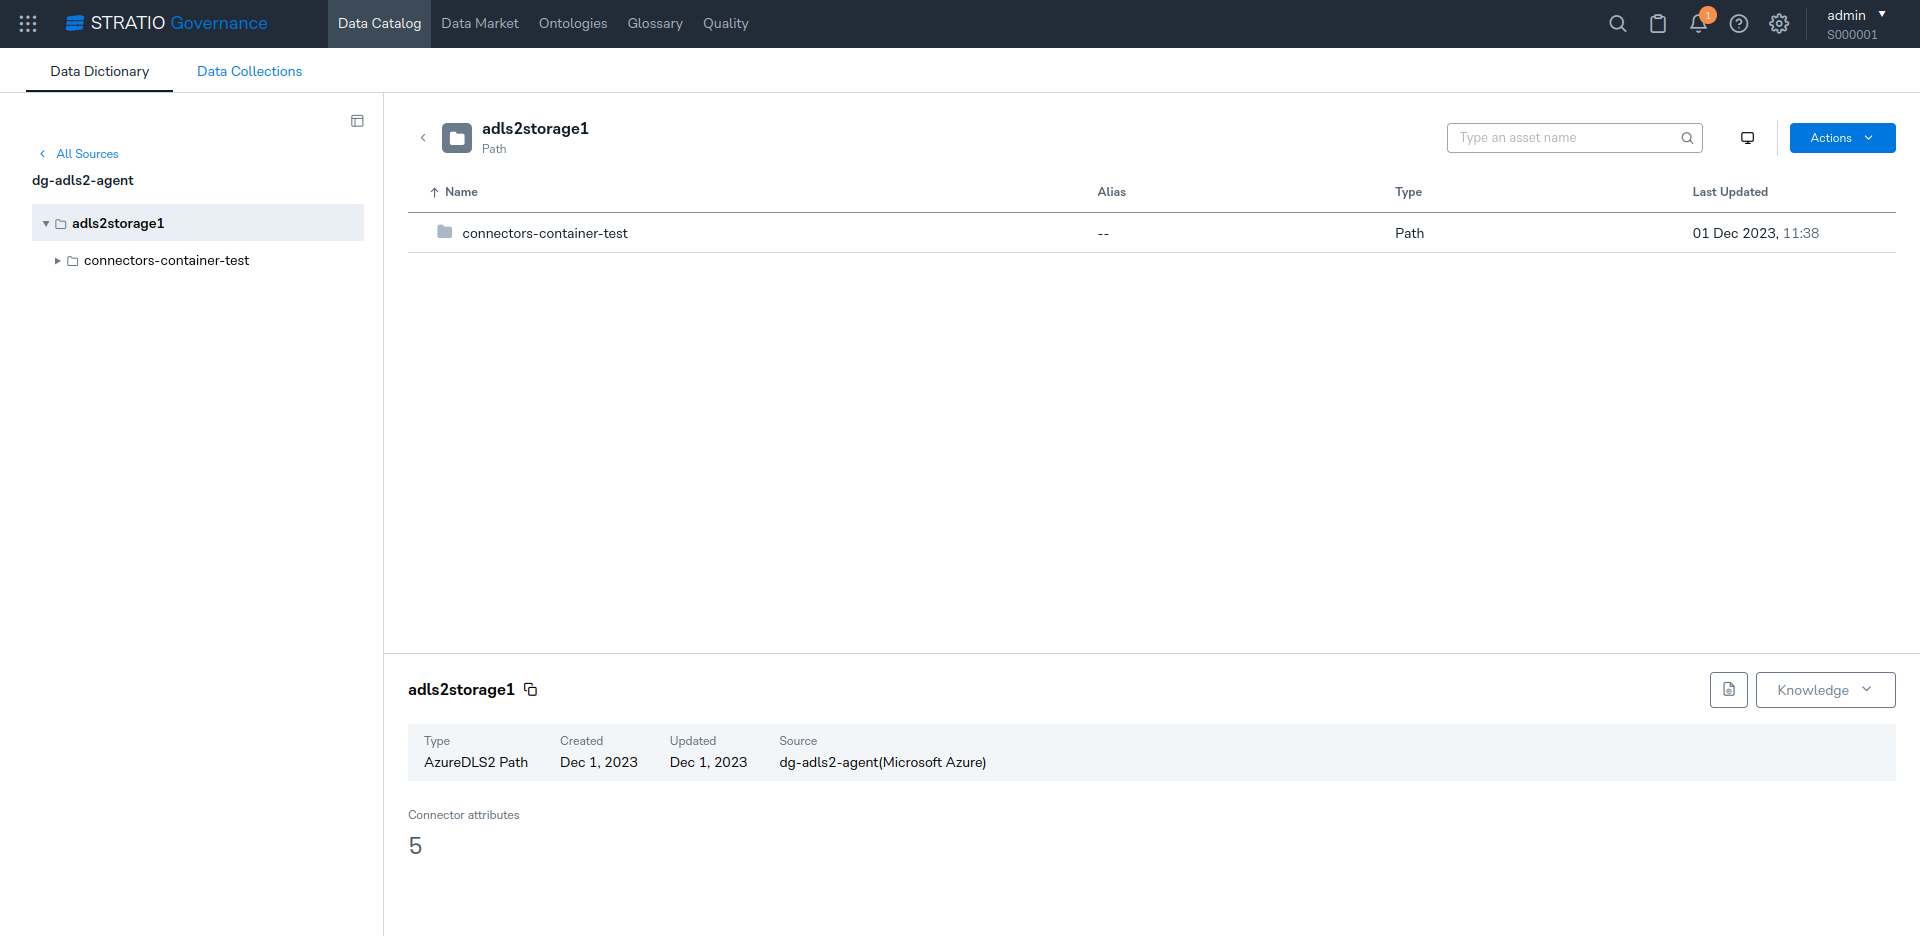 STRATIO Governance
Data Catalog
Data Market
Ontologies
Glossary
Quality
1
admin
S000001
Data Dictionary
Data Collections
All Sources
dg-adls2-agent
adls2storage1
connectors-container-test
adls2storage1
Path
Type an asset name
Actions
Name Alias Type Last Updated
connectors-container-test -- Path 01 Dec 2023, 11:38
adls2storage1
Knowledge
Type Created Updated Source
AzureDLS2 Path Dec 1, 2023 Dec 1, 2023 dg-adls2-agent(Microsoft Azure)
Connector attributes
5